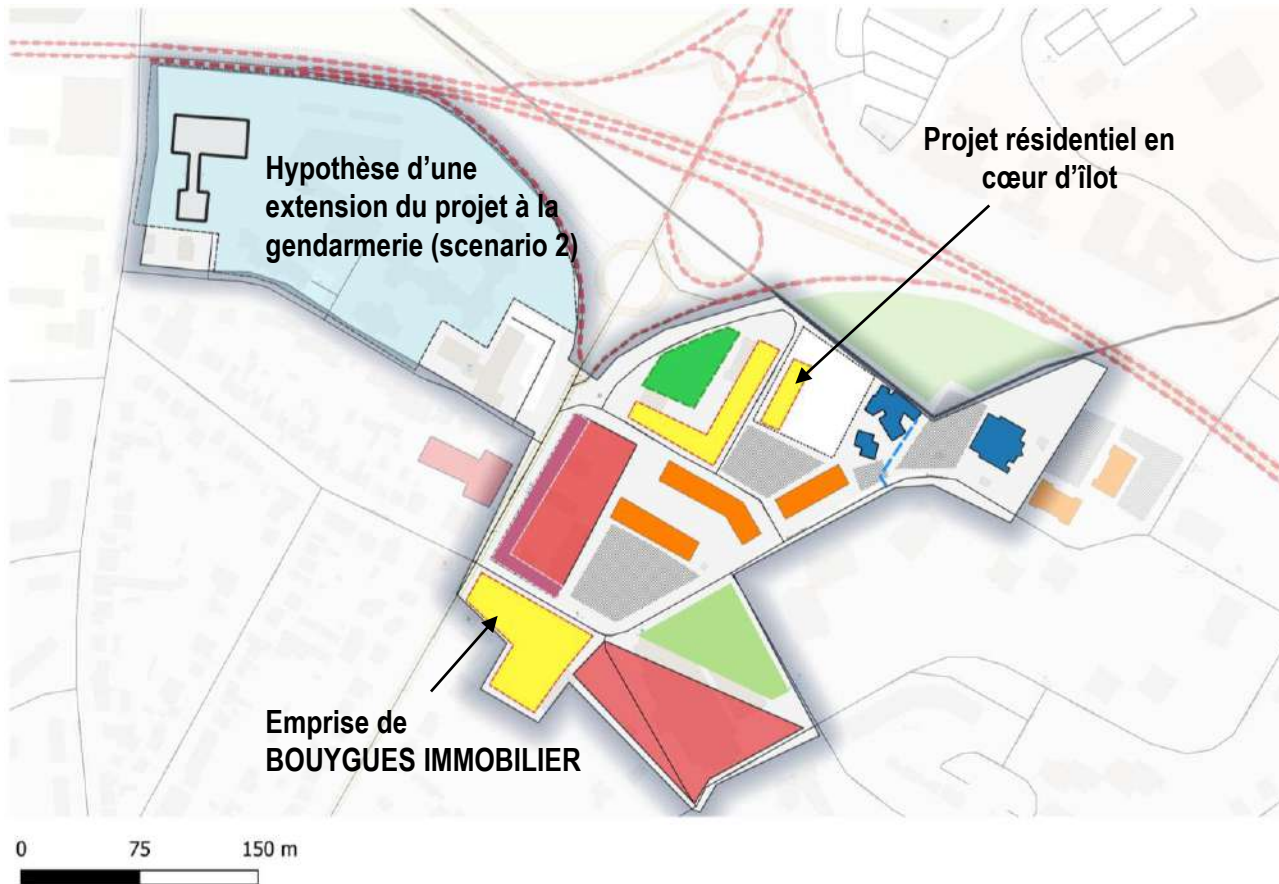 Projet résidentiel en
cœur d'îlot
Hypothèse d'une
extension du projet à la
gendarmerie (scenario 2)
Emprise de
BOUYGUES IMMOBILIER
0 75 150 m